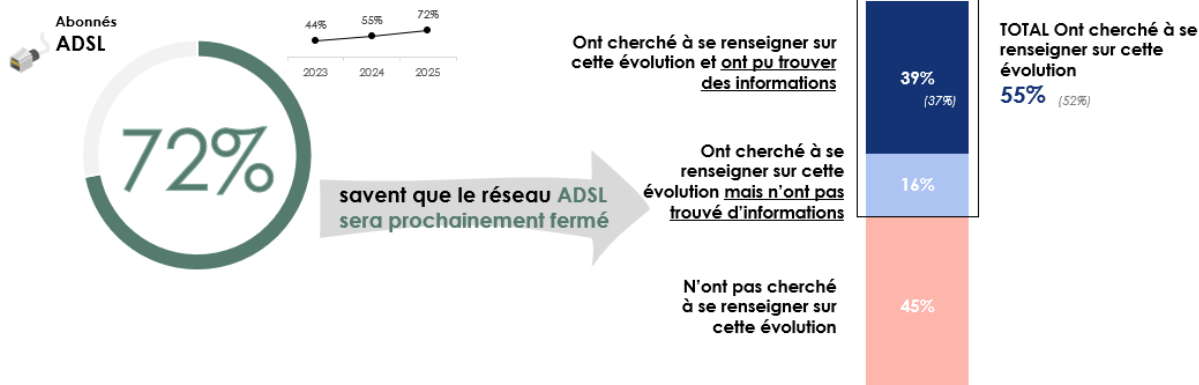 Abonnés
ADSL
44%
55%
72%
2023
2024
2025
72%
savent que le réseau ADSL
sera prochainement fermé
Ont cherché à se renseigner sur
cette évolution et ont pu trouver
des informations
39%
(37%)
Ont cherché à se
renseigner sur cette
évolution mais n'ont pas
trouvé d'informations
16%
N'ont pas cherché
à se renseigner sur
cette évolution
45%
TOTAL Ont cherché à se
renseigner sur cette
évolution
55% (52%)